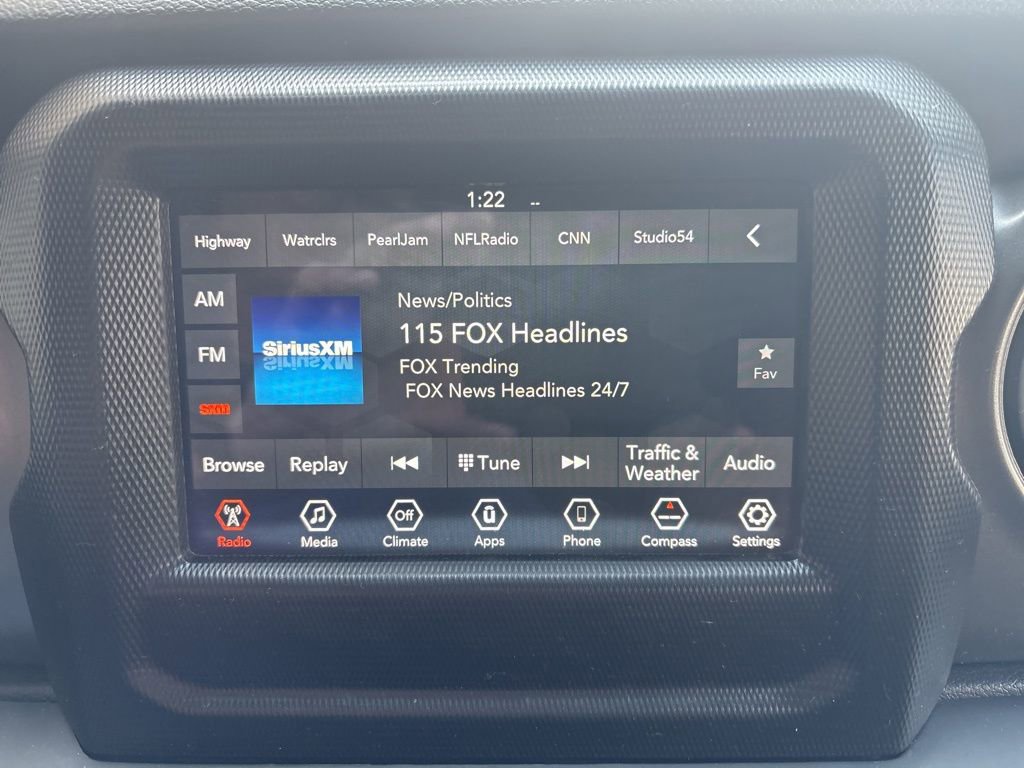 1:22 --
Highway Watrclrs PearlJam NFLRadio CNN Studio54
AM
FM
SXM
SiriusXM
News/Politics
115 FOX Headlines
FOX Trending
FOX News Headlines 24/7
Fav
Browse Replay Tune Traffic & Weather Audio
Off
Radio Media Climate Apps Phone Compass Settings